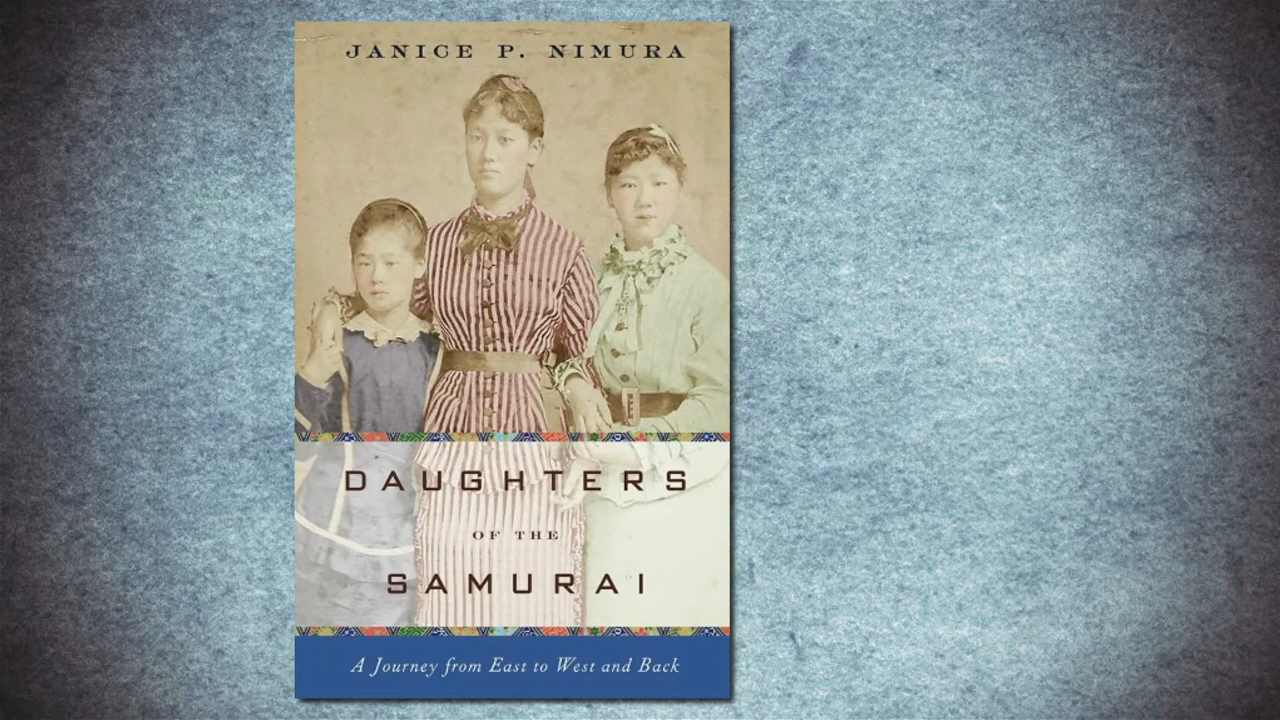 JANICE P. NIMURA
DAUGHTERS
OF THE
SAMURAI
A Journey from East to West and Back